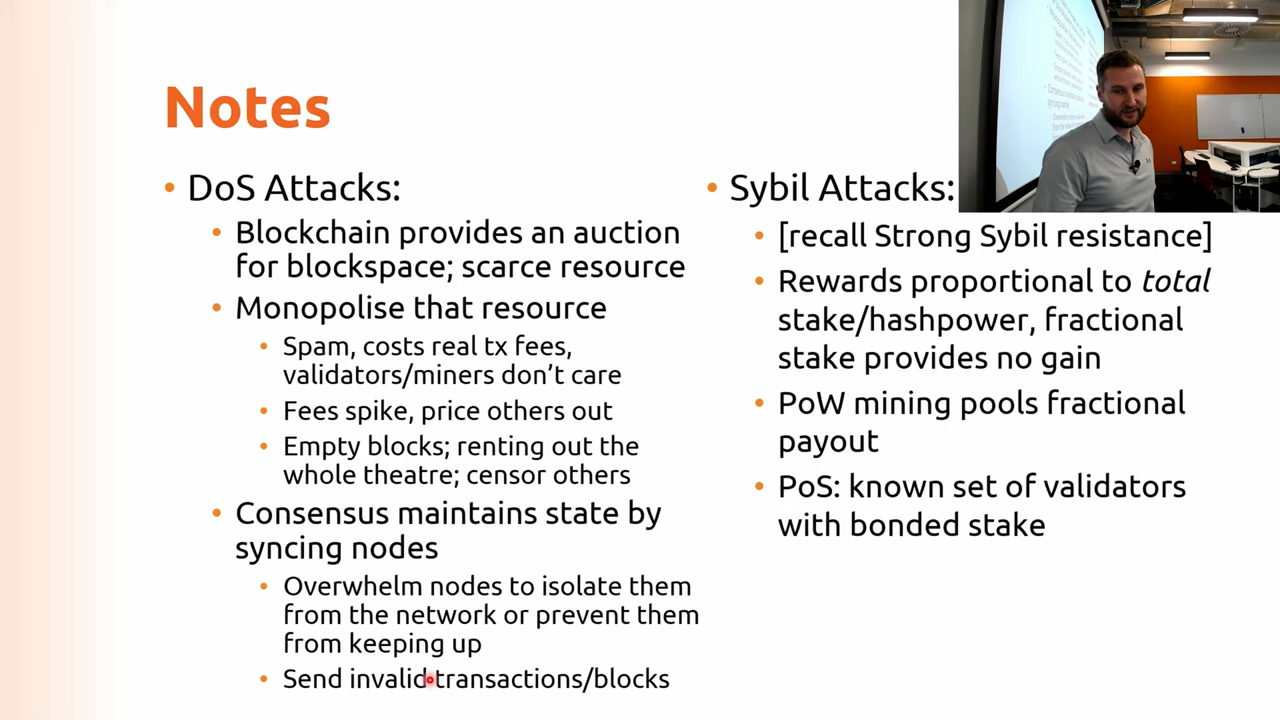 Notes
• DoS Attacks:
• Blockchain provides an auction
for blockspace; scarce resource
• Monopolise that resource
• Spam, costs real tx fees,
validators/miners don’t care
• Fees spike, price others out
• Empty blocks; renting out the
whole theatre; censor others
• Consensus maintains state by
syncing nodes
• Overwhelm nodes to isolate them
from the network or prevent them
from keeping up
• Send invalid transactions/blocks
• Sybil Attacks:
• [recall Strong Sybil resistance]
• Rewards proportional to total
stake/hashpower, fractional
stake provides no gain
• PoW mining pools fractional
payout
• PoS: known set of validators
with bonded stake